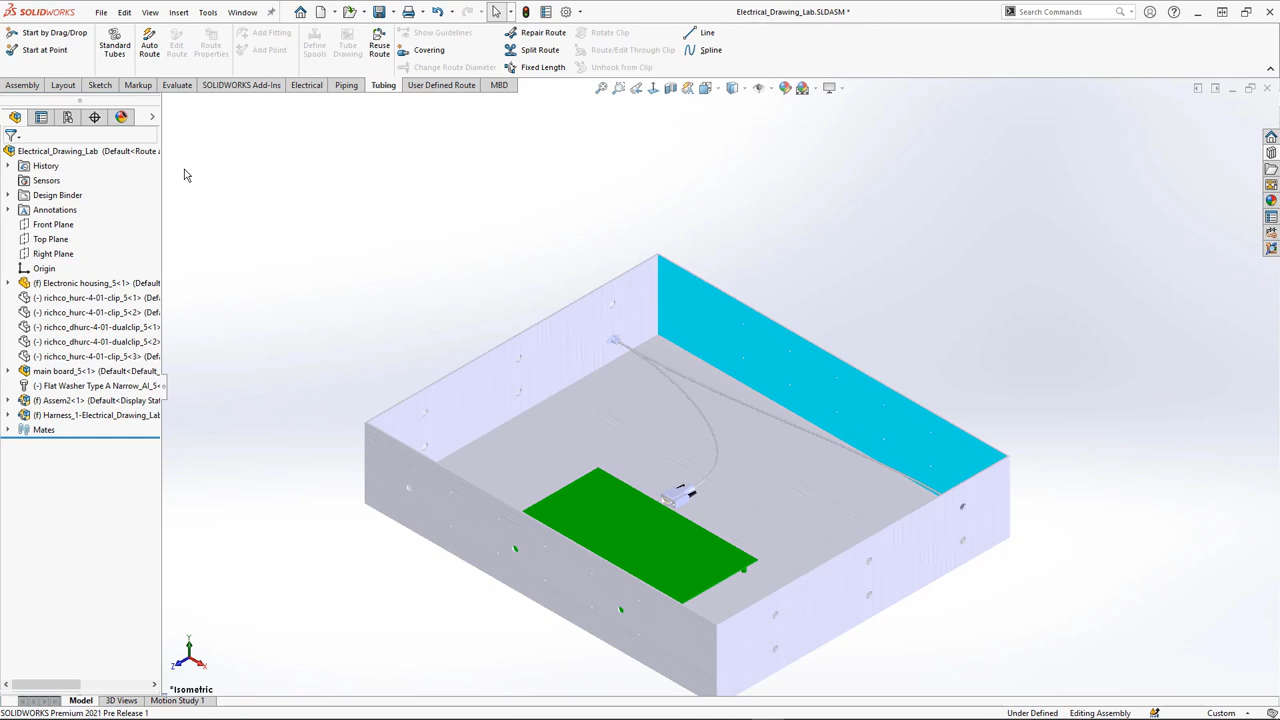 SOLIDWORKS File Edit View Insert Tools Window Electrical_Drawing_Lab.SLDASM * Search Commands
Start by Drag/Drop
Start at Point
Standard Tubes
Auto Route
Edit Route
Route Properties
Add Fitting
Add Point
Define Spools
Tube Drawing
Reuse Route
Show Guidelines
Covering
Change Route Diameter
Repair Route
Split Route
Fixed Length
Rotate Clip
Route/Edit Through Clip
Unhook from Clip
Line
Spline
Assembly Layout Sketch Markup Evaluate SOLIDWORKS Add-Ins Electrical Piping Tubing User Defined Route MBD
Electrical_Drawing_Lab (Default<Route a
History
Sensors
Design Binder
Annotations
Front Plane
Top Plane
Right Plane
Origin
(f) Electronic housing_5<1> (Default
(-) richco_hurc-4-01-clip_5<1> (Def
(-) richco_hurc-4-01-clip_5<2> (Def
(-) richco_dhurc-4-01-dualclip_5<1>
(-) richco_dhurc-4-01-dualclip_5<2>
(-) richco_hurc-4-01-clip_5<3> (Def
main board_5<1> (Default<Default_
(-) Flat Washer Type A Narrow_AI_5<
(f) Assem2<1> (Default<Display Sta
(f) Harness_1-Electrical_Drawing_Lab
Mates
Y
Z X
*Isometric
Model 3D Views Motion Study 1
SOLIDWORKS Premium 2021 Pre Release 1 Under Defined Editing Assembly Custom